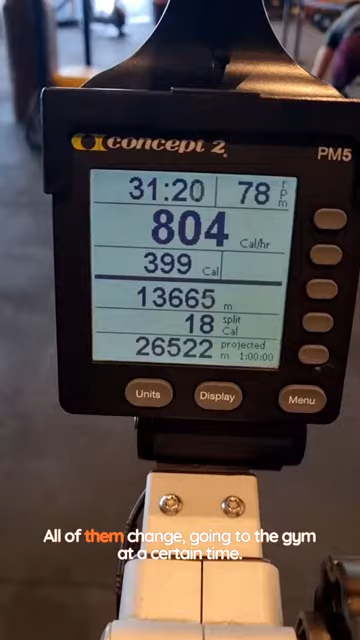 concept 2.
PM5
31:20 78 rpm
804 Cal/hr
399 Cal
13665 m
18 split Cal
26522 projected m 1:00:00
Units Display Menu
All of them change, going to the gym
at a certain time.